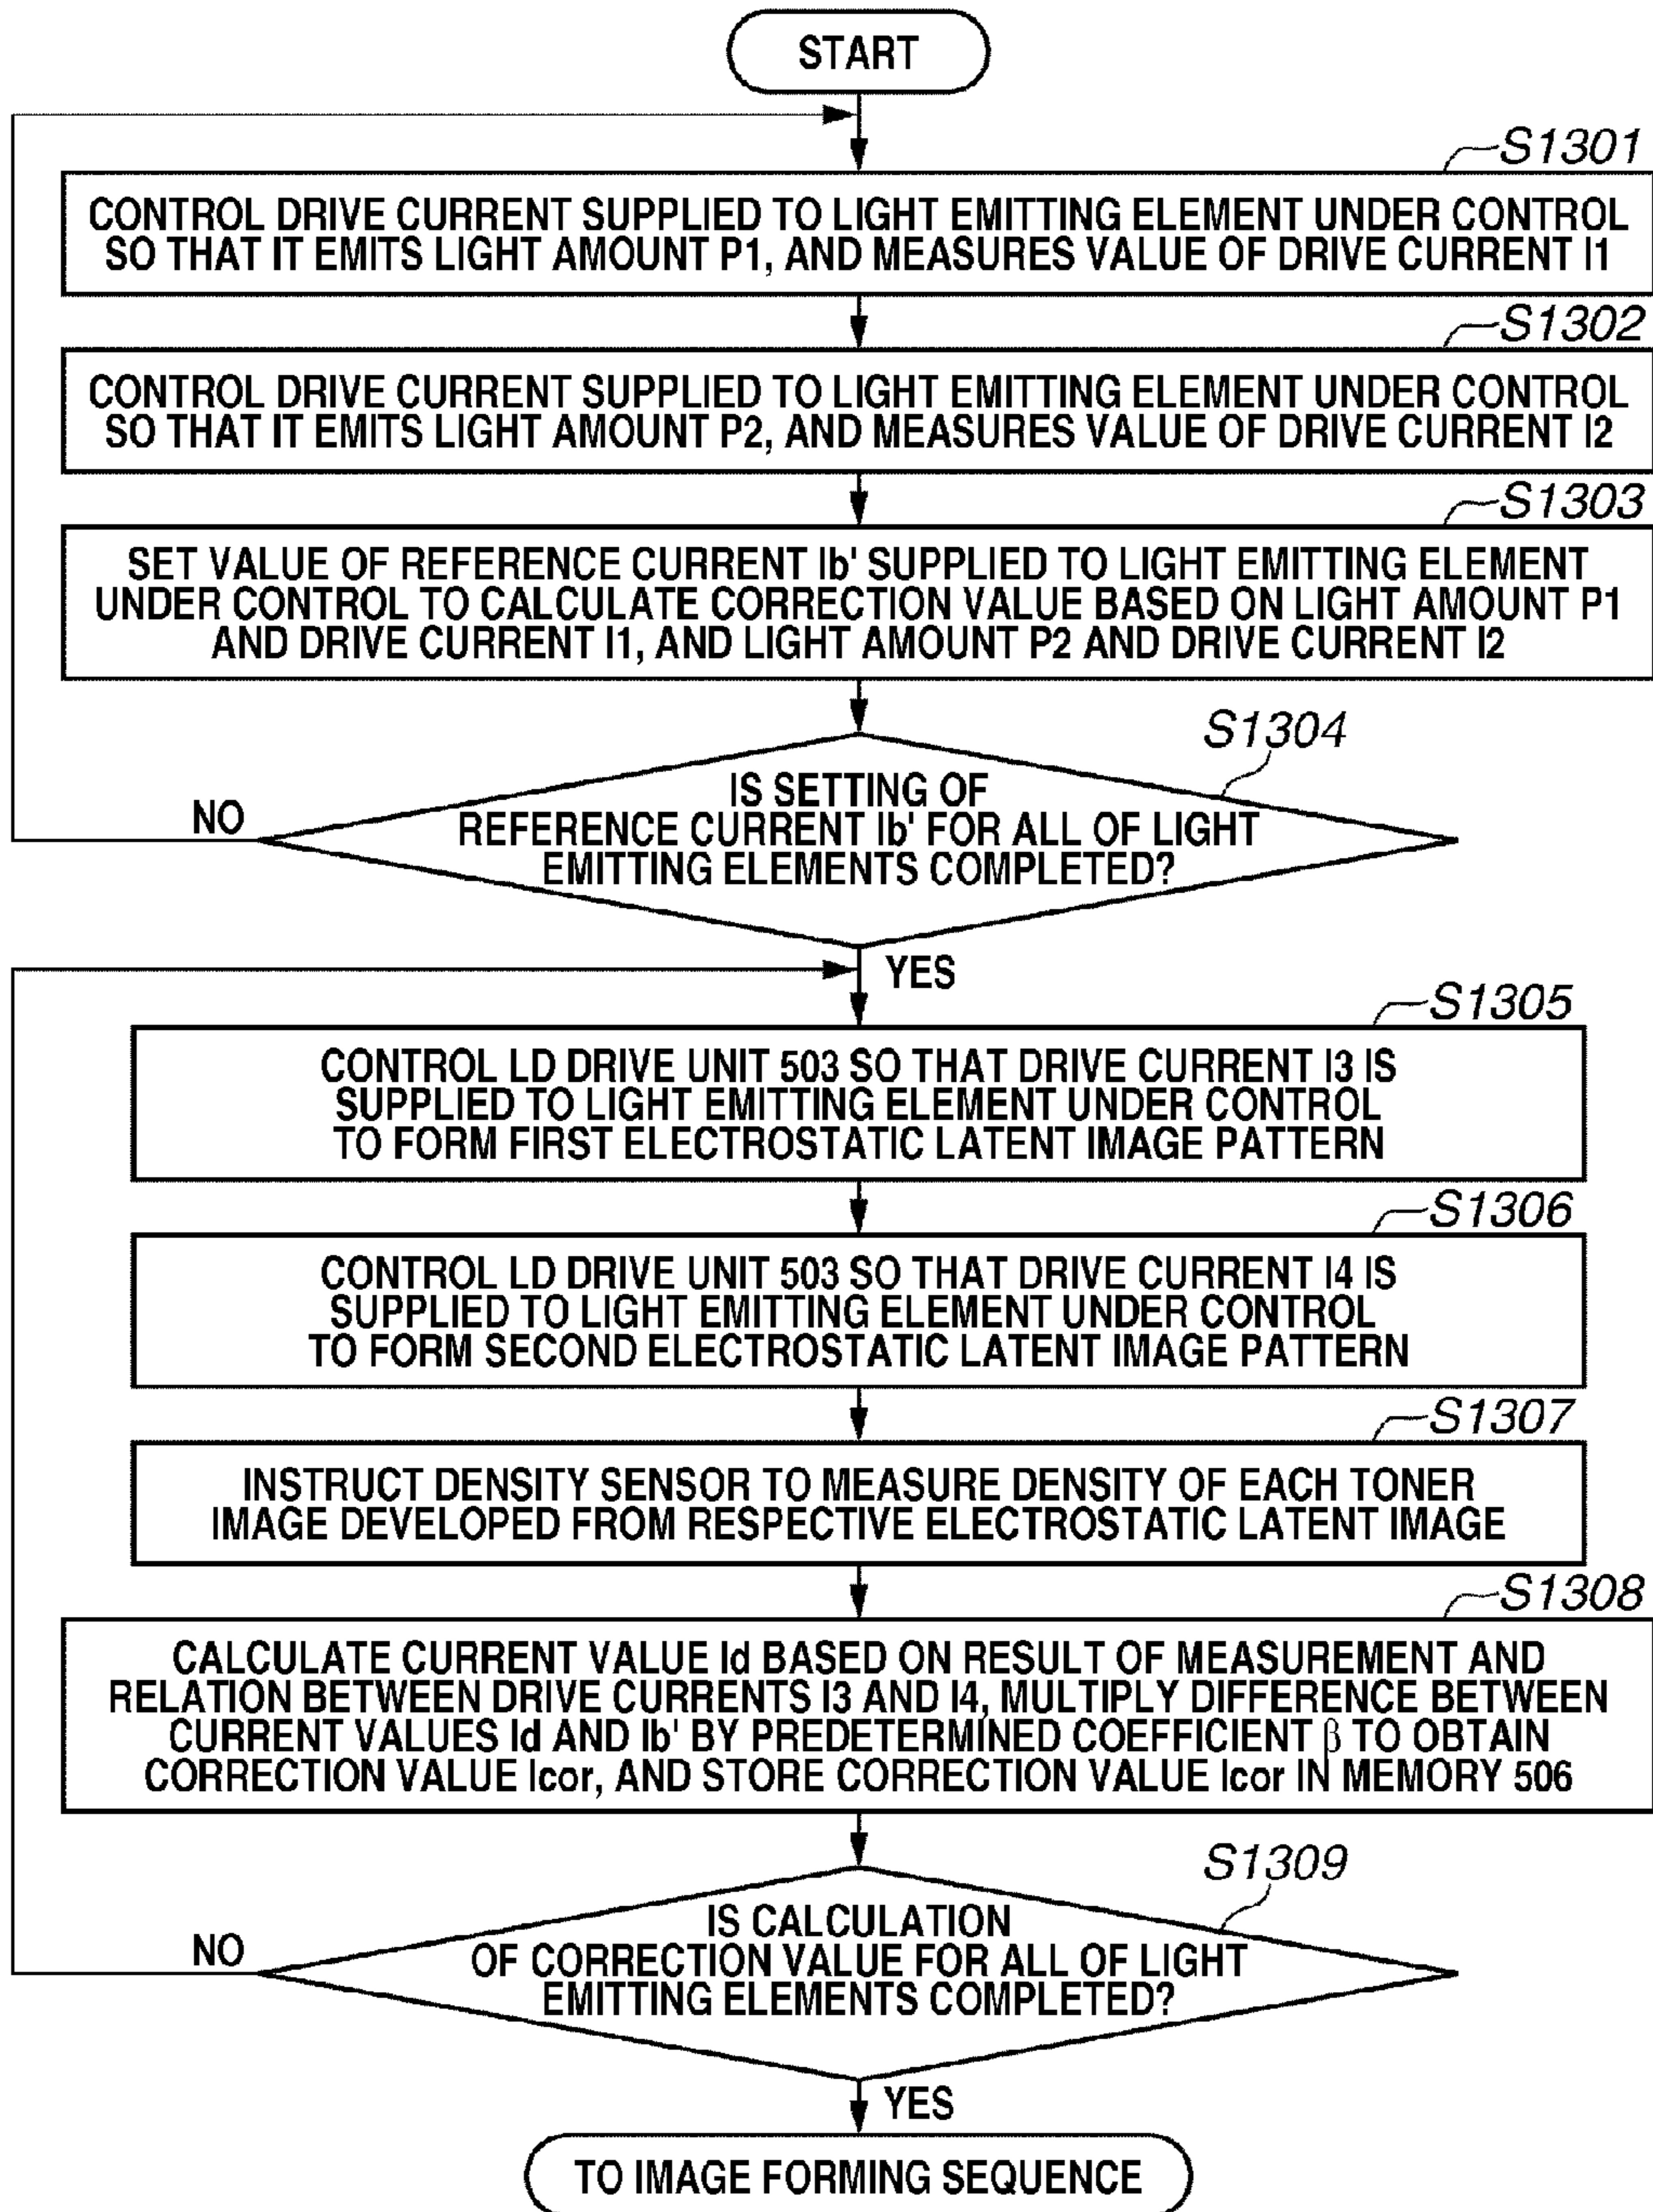 START
S1301
CONTROL DRIVE CURRENT SUPPLIED TO LIGHT EMITTING ELEMENT UNDER CONTROL
SO THAT IT EMITS LIGHT AMOUNT P1, AND MEASURES VALUE OF DRIVE CURRENT I1
S1302
CONTROL DRIVE CURRENT SUPPLIED TO LIGHT EMITTING ELEMENT UNDER CONTROL
SO THAT IT EMITS LIGHT AMOUNT P2, AND MEASURES VALUE OF DRIVE CURRENT I2
S1303
SET VALUE OF REFERENCE CURRENT Ib' SUPPLIED TO LIGHT EMITTING ELEMENT
UNDER CONTROL TO CALCULATE CORRECTION VALUE BASED ON LIGHT AMOUNT P1
AND DRIVE CURRENT I1, AND LIGHT AMOUNT P2 AND DRIVE CURRENT I2
S1304
IS SETTING OF
REFERENCE CURRENT Ib' FOR ALL OF LIGHT
EMITTING ELEMENTS COMPLETED?
NO
YES
S1305
CONTROL LD DRIVE UNIT 503 SO THAT DRIVE CURRENT I3 IS
SUPPLIED TO LIGHT EMITTING ELEMENT UNDER CONTROL
TO FORM FIRST ELECTROSTATIC LATENT IMAGE PATTERN
S1306
CONTROL LD DRIVE UNIT 503 SO THAT DRIVE CURRENT I4 IS
SUPPLIED TO LIGHT EMITTING ELEMENT UNDER CONTROL
TO FORM SECOND ELECTROSTATIC LATENT IMAGE PATTERN
S1307
INSTRUCT DENSITY SENSOR TO MEASURE DENSITY OF EACH TONER
IMAGE DEVELOPED FROM RESPECTIVE ELECTROSTATIC LATENT IMAGE
S1308
CALCULATE CURRENT VALUE Id BASED ON RESULT OF MEASUREMENT AND
RELATION BETWEEN DRIVE CURRENTS I3 AND I4, MULTIPLY DIFFERENCE BETWEEN
CURRENT VALUES Id AND Ib' BY PREDETERMINED COEFFICIENT β TO OBTAIN
CORRECTION VALUE Icor, AND STORE CORRECTION VALUE Icor IN MEMORY 506
S1309
IS CALCULATION
OF CORRECTION VALUE FOR ALL OF LIGHT
EMITTING ELEMENTS COMPLETED?
NO
YES
TO IMAGE FORMING SEQUENCE